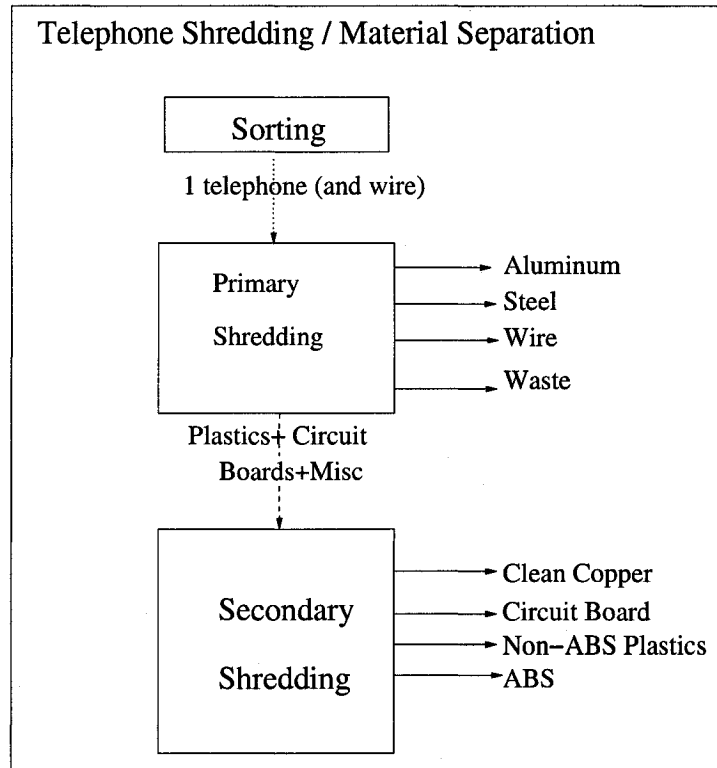 Telephone Shredding / Material Separation
Sorting
1 telephone (and wire)
Primary
Shredding
Aluminum
Steel
Wire
Waste
Plastics+ Circuit
Boards+Misc
Secondary
Shredding
Clean Copper
Circuit Board
Non-ABS Plastics
ABS